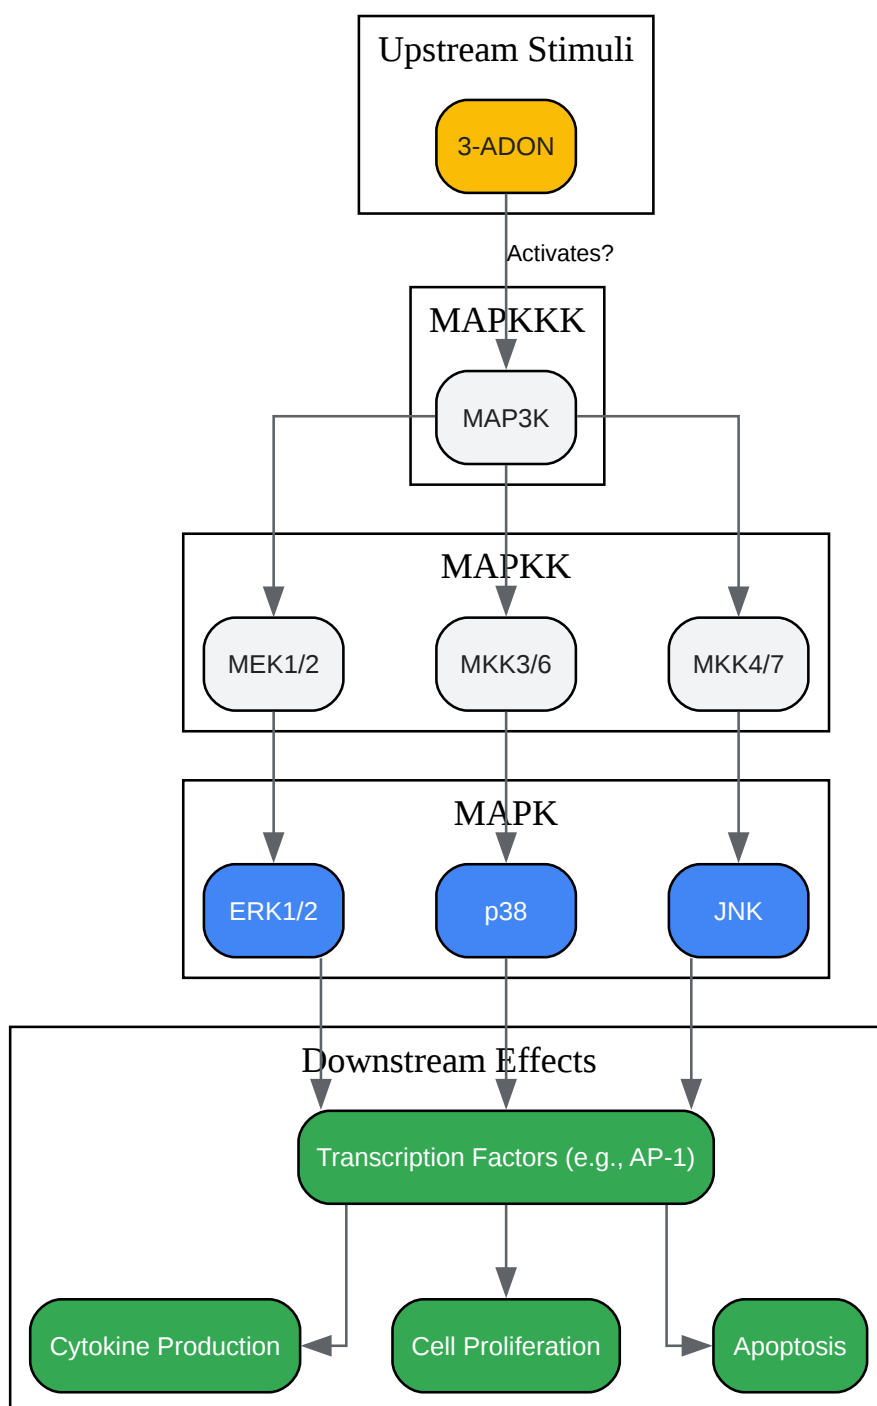 Upstream Stimuli
3-ADON
Activates?
MAPKKK
MAP3K
MAPKK
MEK1/2
MKK3/6
MKK4/7
MAPK
ERK1/2
p38
JNK
Downstream Effects
Transcription Factors (e.g., AP-1)
Cytokine Production
Cell Proliferation
Apoptosis